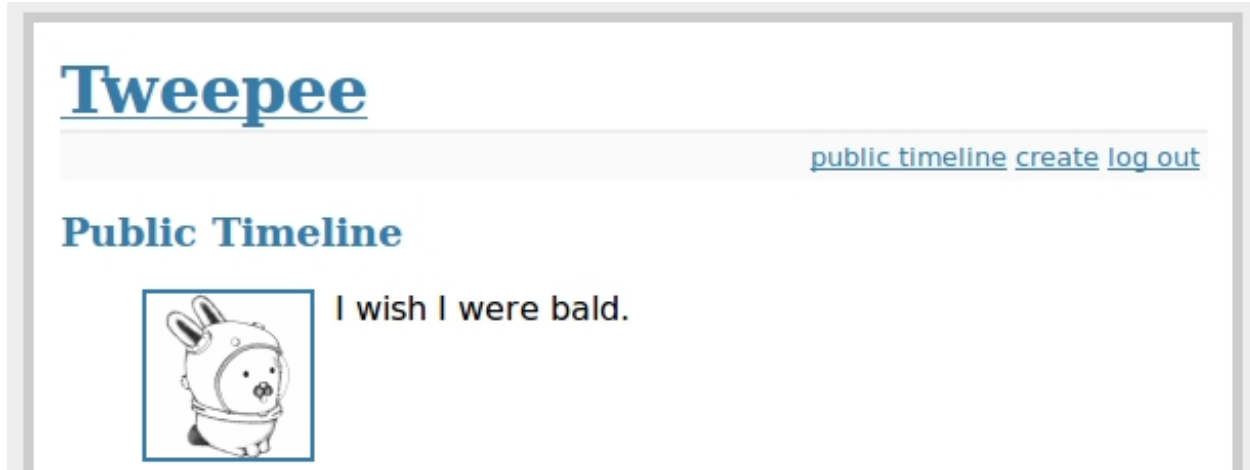 Tweepee
public timeline create log out
Public Timeline
I wish I were bald.